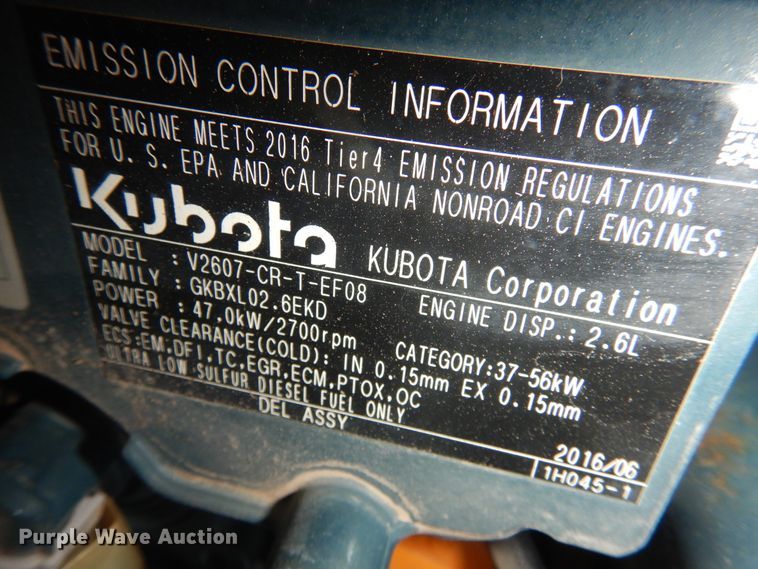 EMISSION CONTROL INFORMATION
THIS ENGINE MEETS 2016 Tier4 EMISSION REGULATIONS
FOR U. S. EPA AND CALIFORNIA NONROAD CI ENGINES.
Kubota KUBOTA Corporation
MODEL : V2607-CR-T-EF08 ENGINE DISP.: 2.6L
FAMILY : GKBXL02.6EKD
POWER : 47.0kW/2700rpm CATEGORY:37-56kW
VALVE CLEARANCE(COLD): IN 0.15mm EX 0.15mm
ECS:EM,DFI,TC,EGR,ECM,PTOX,OC
ULTRA LOW SULFUR DIESEL FUEL ONLY
DEL ASSY
2016/06
1H045-1
Purple Wave Auction